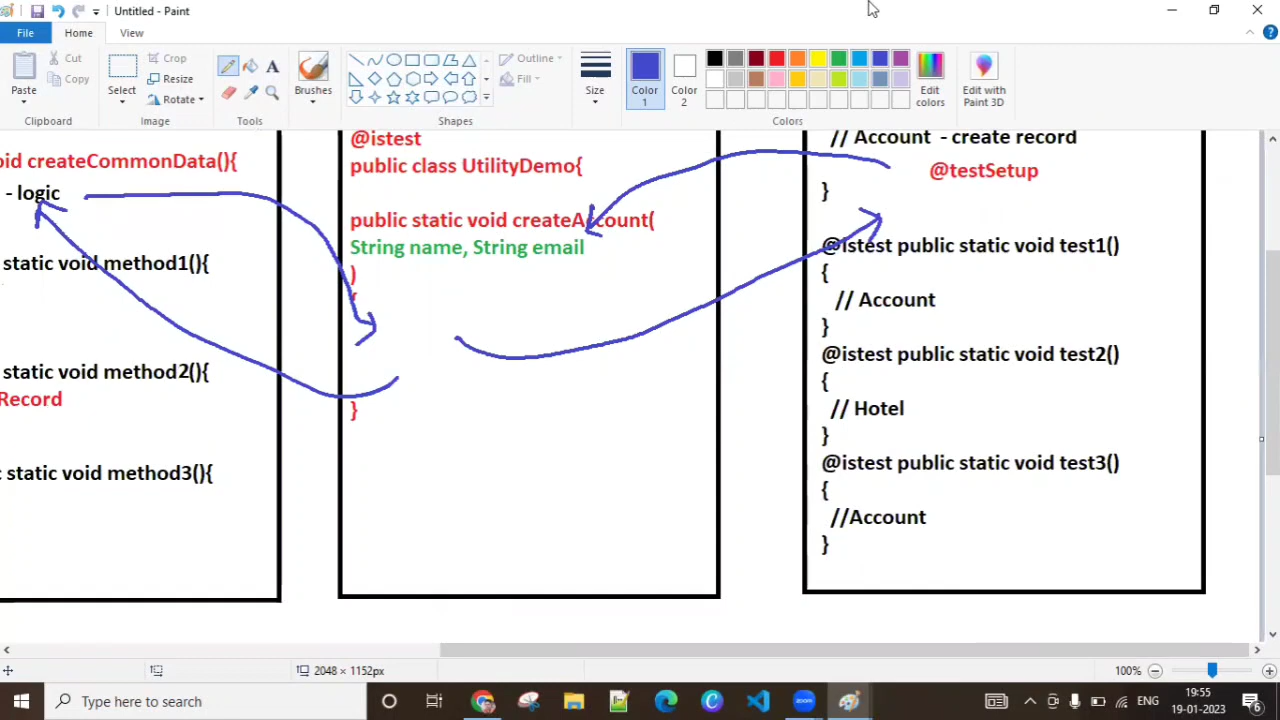 Untitled - Paint
File
Home
View
Paste
Cut
Copy
Clipboard
Select
Crop
Resize
Rotate
Image
A
Tools
Brushes
Outline
Fill
Shapes
Size
Color 1
Color 2
Edit colors
Edit with Paint 3D
Colors
oid createCommonData(){
- logic
static void method1(){
static void method2(){
Record
static void method3(){
@istest
public class UtilityDemo{
public static void createAccount(
String name, String email
)
{
}
// Account - create record
@testSetup
}
@istest public static void test1()
{
// Account
}
@istest public static void test2()
{
// Hotel
}
@istest public static void test3()
{
//Account
}
2048 × 1152px
100%
Type here to search
zoom
ENG
19:55
19-01-2023
6